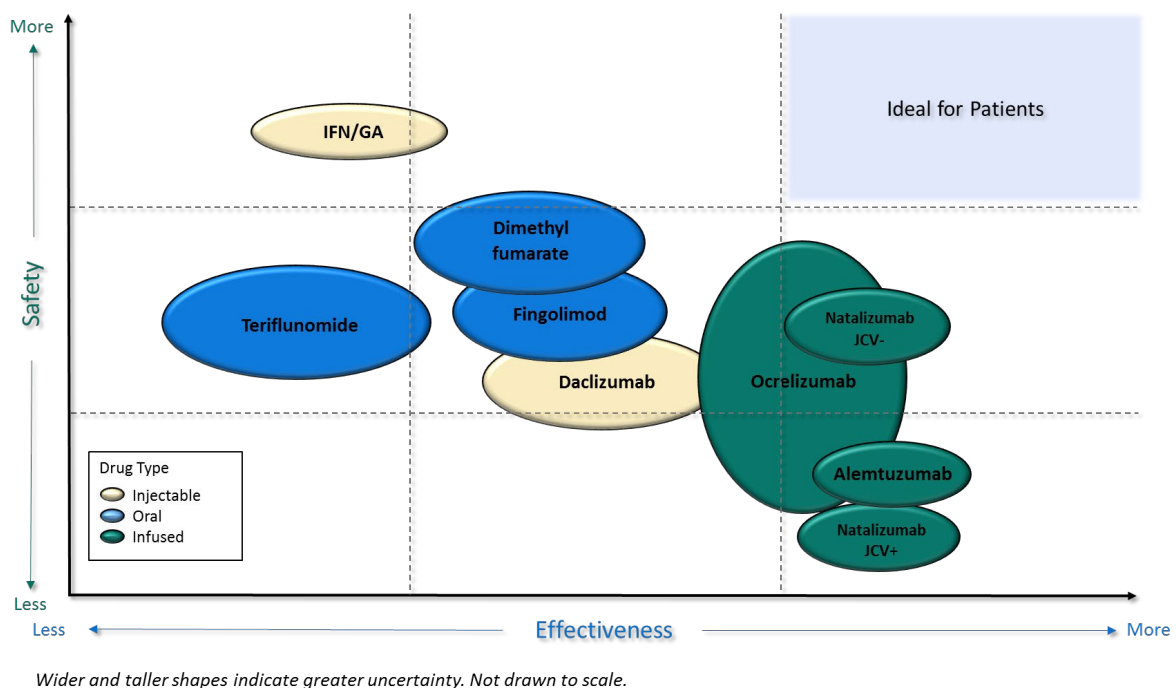 More
Ideal for Patients
IFN/GA
Dimethyl
fumarate
Safety
Teriflunomide
Fingolimod
Natalizumab
JCV-
Daclizumab
Ocrelizumab
Drug Type
Injectable
Oral
Infused
Alemtuzumab
Natalizumab
JCV+
Less
Less
Effectiveness
More
Wider and taller shapes indicate greater uncertainty. Not drawn to scale.